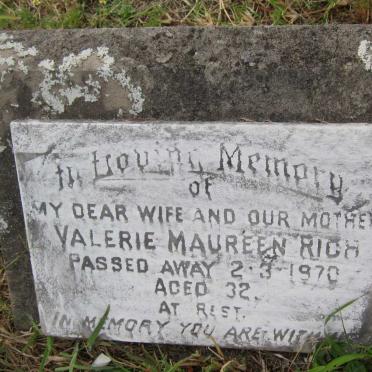 In Loving Memory
of
MY DEAR WIFE AND OUR MOTHER
VALERIE MAUREEN RICH
PASSED AWAY 2-3-1970
AGED 32.
AT REST.
IN MEMORY YOU ARE WITH